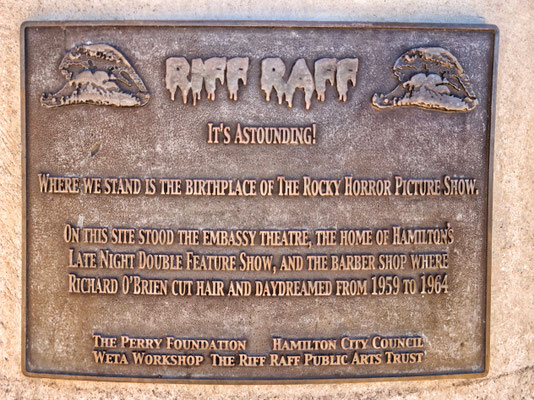 RIFF RAFF
IT'S ASTOUNDING!
WHERE WE STAND IS THE BIRTHPLACE OF THE ROCKY HORROR PICTURE SHOW.
ON THIS SITE STOOD THE EMBASSY THEATRE, THE HOME OF HAMILTON'S
LATE NIGHT DOUBLE FEATURE SHOW, AND THE BARBER SHOP WHERE
RICHARD O'BRIEN CUT HAIR AND DAYDREAMED FROM 1959 TO 1964
THE PERRY FOUNDATION HAMILTON CITY COUNCIL
WETA WORKSHOP THE RIFF RAFF PUBLIC ARTS TRUST